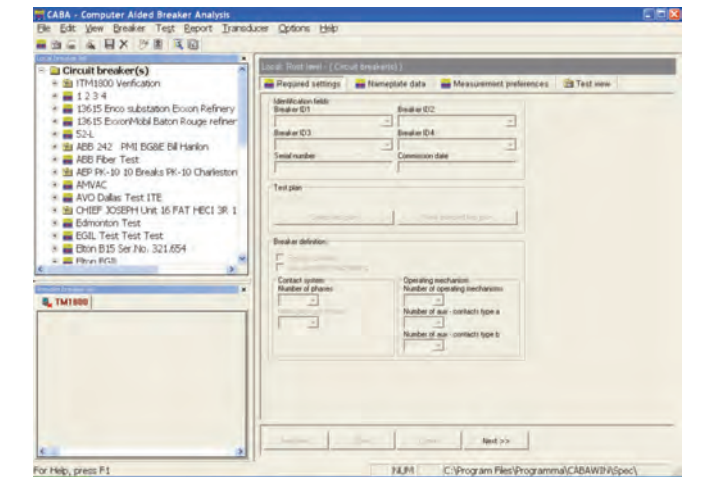 CABA - Computer Aided Breaker Analysis
File Edit View Breaker Test Report Transducer Options Help
Circuit breaker(s)
ITM1800 Verification
1 2 3 4
13615 Enco substation Exxon Refinery
13615 ExxonMobil Baton Rouge refiner
52-L
ABB 242 PMI BG8E Bil Hanlon
ABB Fiber Test
AEP PK-10 10 Breaks PK-10 Charleston
AMVAC
AVO Dallas Test ITE
CHIEF JOSEPH Unit 16 FAT HECI 3R 1
Edmonton Test
EGIL Test Test Test
Elton B15 Ser.No. 321.654
Elton EGIL
TM1800
Local: Root level - ( Circuit breaker(s) )
Required settings Nameplate data Measurement preferences Test view
Identification fields
Breaker ID1 Breaker ID2
Breaker ID3 Breaker ID4
Serial number Commission date
Test plan
Breaker definition:
Contact system
Number of phases
Operating mechanism
Number of operating mechanisms
Number of aux - contacts type a
Number of aux - contacts type b
Next >>
For Help, press F1
NUM
C:\Program Files\Programma\CABAWIN\Spec\